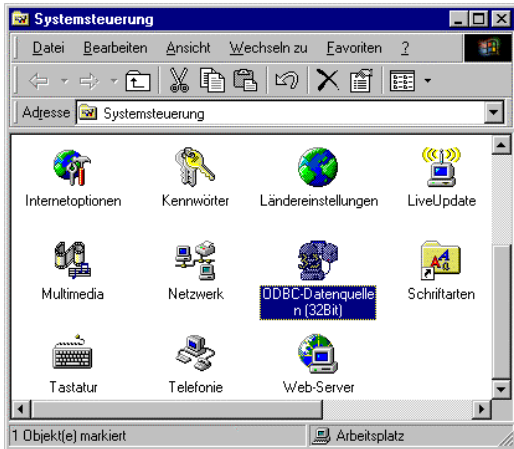 Systemsteuerung
Datei Bearbeiten Ansicht Wechseln zu Favoriten ?
Adresse Systemsteuerung
Internetoptionen Kennwörter Ländereinstellungen LiveUpdate
Multimedia Netzwerk ODBC-Datenquelle Schriftarten
n (32Bit)
Tastatur Telefonie Web-Server
1 Objekt(e) markiert Arbeitsplatz